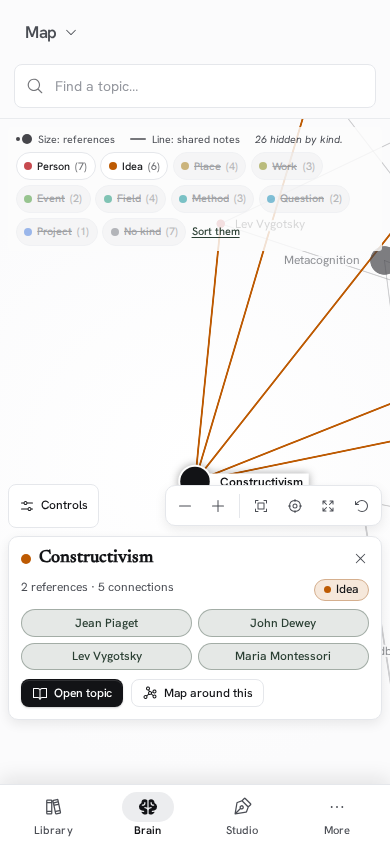 Map
Find a topic...
Size: references Line: shared notes 26 hidden by kind.
Person (7) Idea (6) Place (4) Work (3)
Event (2) Field (4) Method (3) Question (2)
Lev Vygotsky
Project (1) No kind (7) Sort them
Metacognition
Constructivism
Controls
Constructivism
2 references · 5 connections Idea
Jean Piaget John Dewey
Lev Vygotsky Maria Montessori
Open topic Map around this
Library Brain Studio More